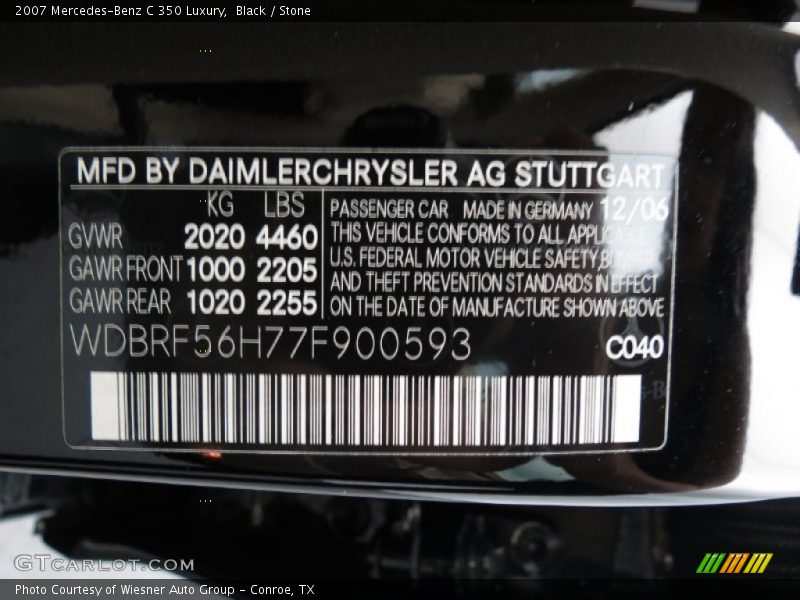 2007 Mercedes-Benz C 350 Luxury,  Black / Stone
MFD BY DAIMLERCHRYSLER AG STUTTGART
KG LBS
GVWR 2020 4460
GAWR FRONT 1000 2205
GAWR REAR 1020 2255
PASSENGER CAR MADE IN GERMANY 12/06
THIS VEHICLE CONFORMS TO ALL APPLICABLE
U.S. FEDERAL MOTOR VEHICLE SAFETY, BUMPER
AND THEFT PREVENTION STANDARDS IN EFFECT
ON THE DATE OF MANUFACTURE SHOWN ABOVE
WDBRF56H77F900593
C040
GTCARLOT.COM
Photo Courtesy of Wiesner Auto Group - Conroe, TX